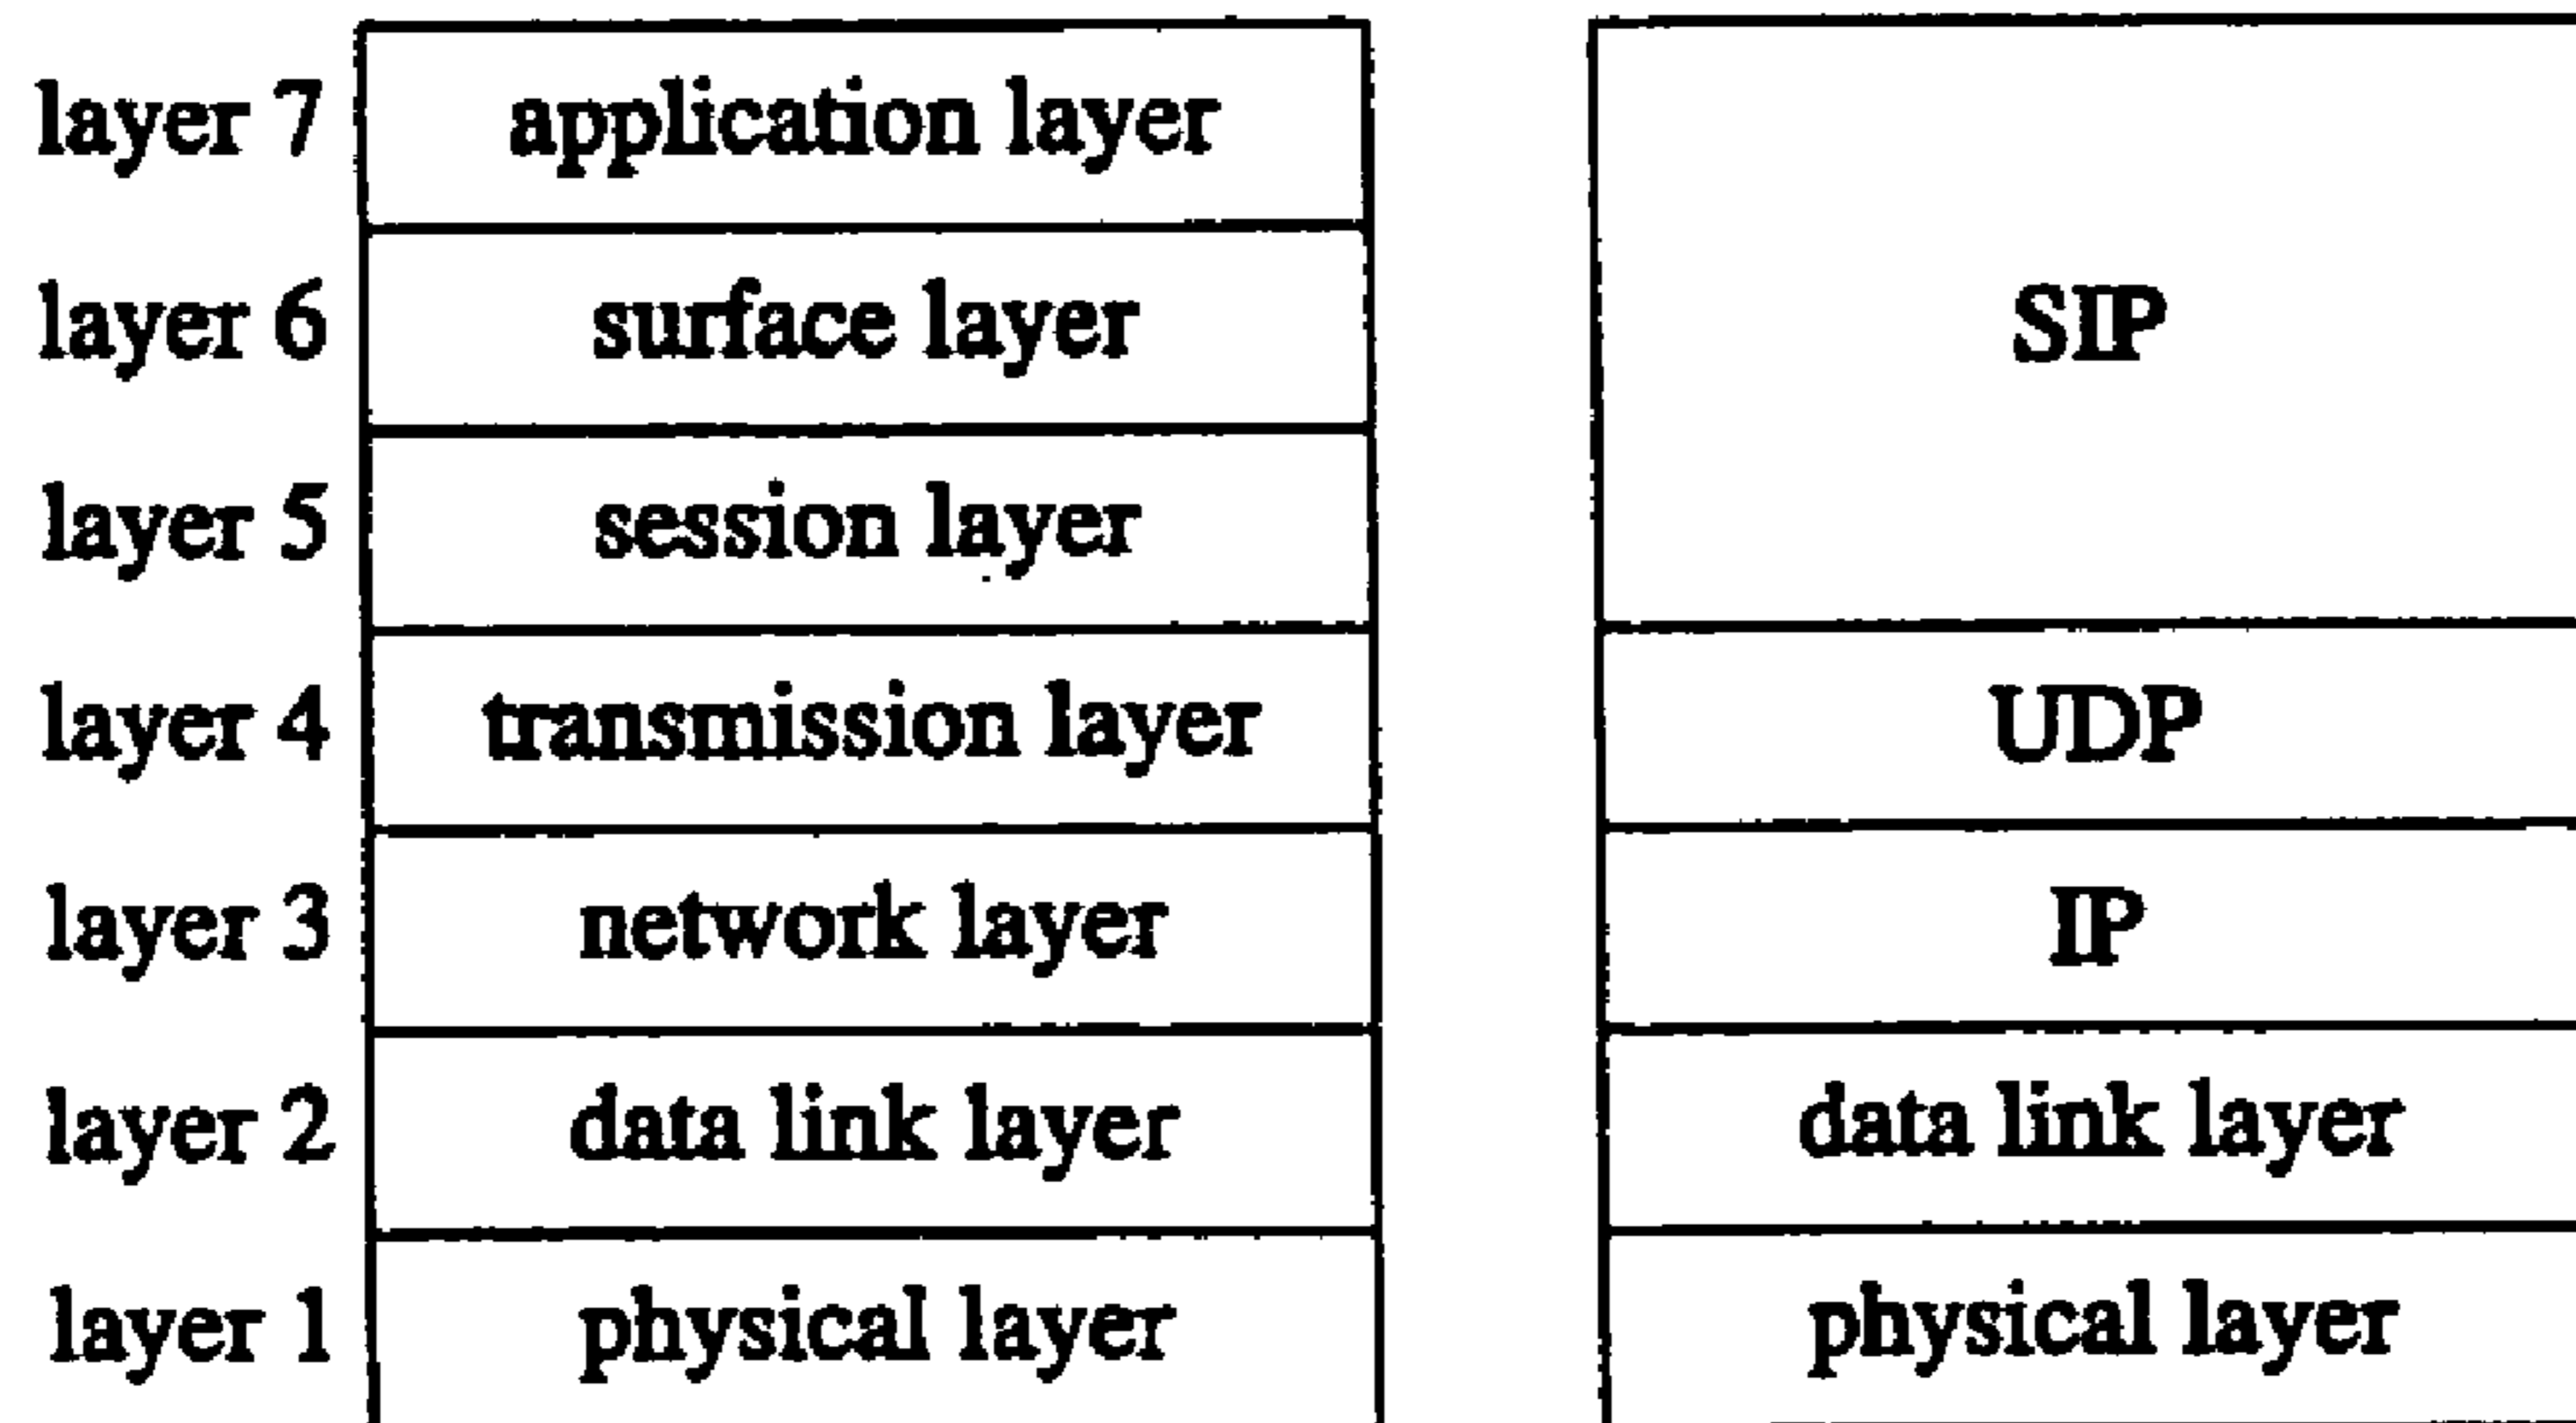 layer 7 application layer
layer 6 surface layer SIP
layer 5 session layer
layer 4 transmission layer UDP
layer 3 network layer IP
layer 2 data link layer data link layer
layer 1 physical layer physical layer